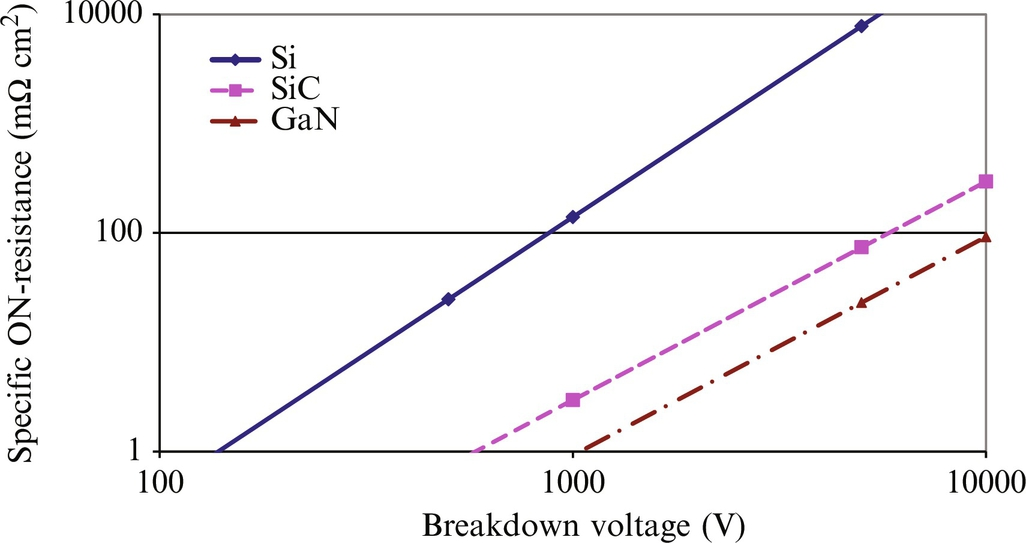 10000
Si
SiC
GaN
Specific ON-resistance (mΩ cm²)
100
1
100
1000
10000
Breakdown voltage (V)